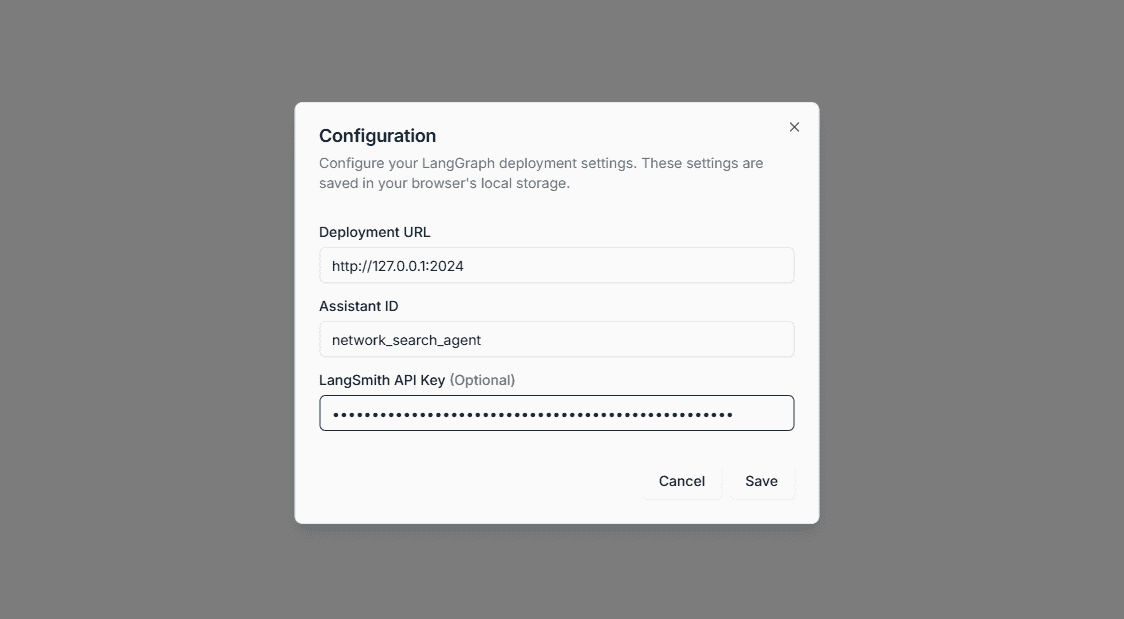 Configuration
Configure your LangGraph deployment settings. These settings are
saved in your browser's local storage.
Deployment URL
http://127.0.0.1:2024
Assistant ID
network_search_agent
LangSmith API Key (Optional)
•••••••••••••••••••••••••••••••••••••••••••••••••••
Cancel Save